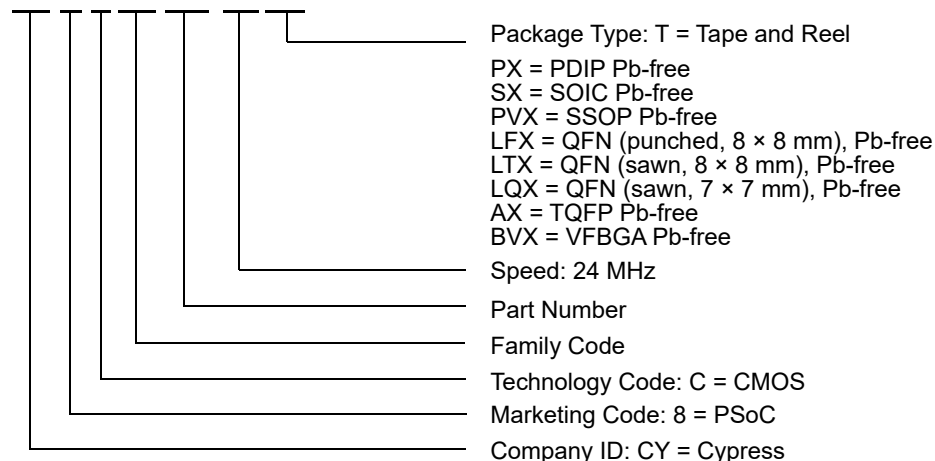 Package Type: T = Tape and Reel
PX = PDIP Pb-free
SX = SOIC Pb-free
PVX = SSOP Pb-free
LFX = QFN (punched, 8 × 8 mm), Pb-free
LTX = QFN (sawn, 8 × 8 mm), Pb-free
LQX = QFN (sawn, 7 × 7 mm), Pb-free
AX = TQFP Pb-free
BVX = VFBGA Pb-free
Speed: 24 MHz
Part Number
Family Code
Technology Code: C = CMOS
Marketing Code: 8 = PSoC
Company ID: CY = Cypress